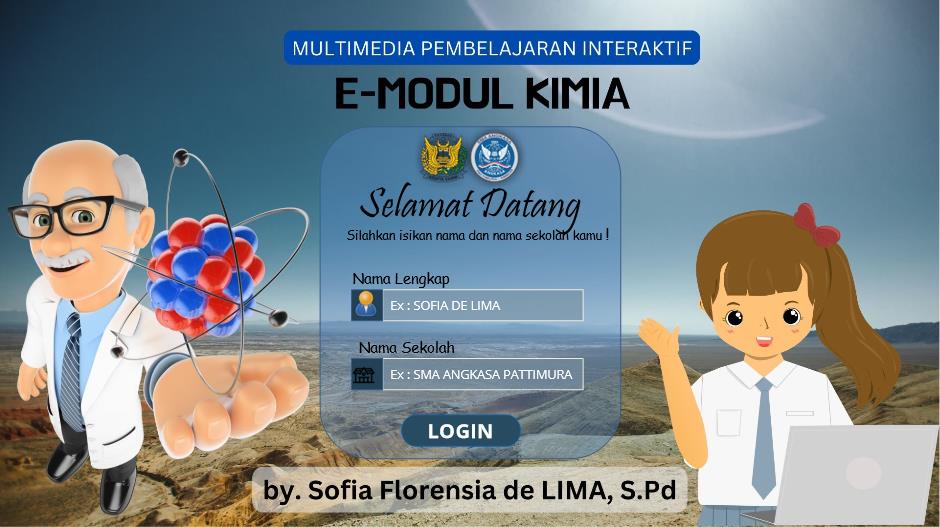 MULTIMEDIA PEMBELAJARAN INTERAKTIF
E-MODUL KIMIA
Selamat Datang
Silahkan isikan nama dan nama sekolah kamu !
Nama Lengkap
Ex : SOFIA DE LIMA
Nama Sekolah
Ex : SMA ANGKASA PATTIMURA
LOGIN
by. Sofia Florensia de LIMA, S.Pd